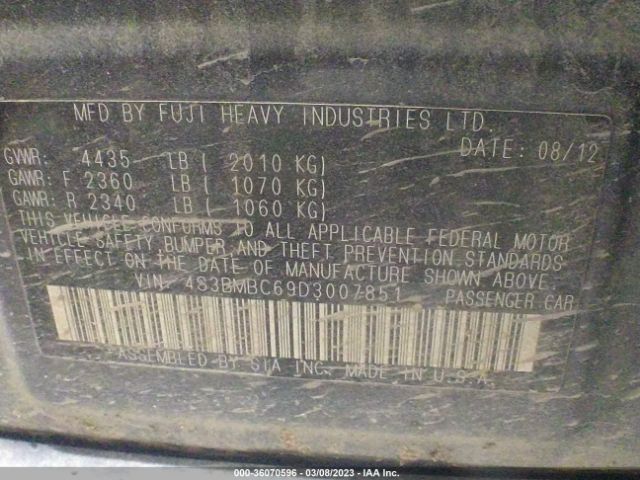 MFD BY FUJI HEAVY INDUSTRIES LTD.
DATE: 08/12
GVWR: 4435 LB ( 2010 KG)
GAWR: F 2360 LB ( 1070 KG)
GAWR: R 2340 LB ( 1060 KG)
THIS VEHICLE CONFORMS TO ALL APPLICABLE FEDERAL MOTOR
VEHICLE SAFETY, BUMPER AND THEFT PREVENTION STANDARDS
IN EFFECT ON THE DATE OF MANUFACTURE SHOWN ABOVE.
VIN 4S3BMBC69D3007851 PASSENGER CAR
ASSEMBLED BY SIA INC. MADE IN U.S.A.
000-36070596 - 03/08/2023 - IAA Inc.